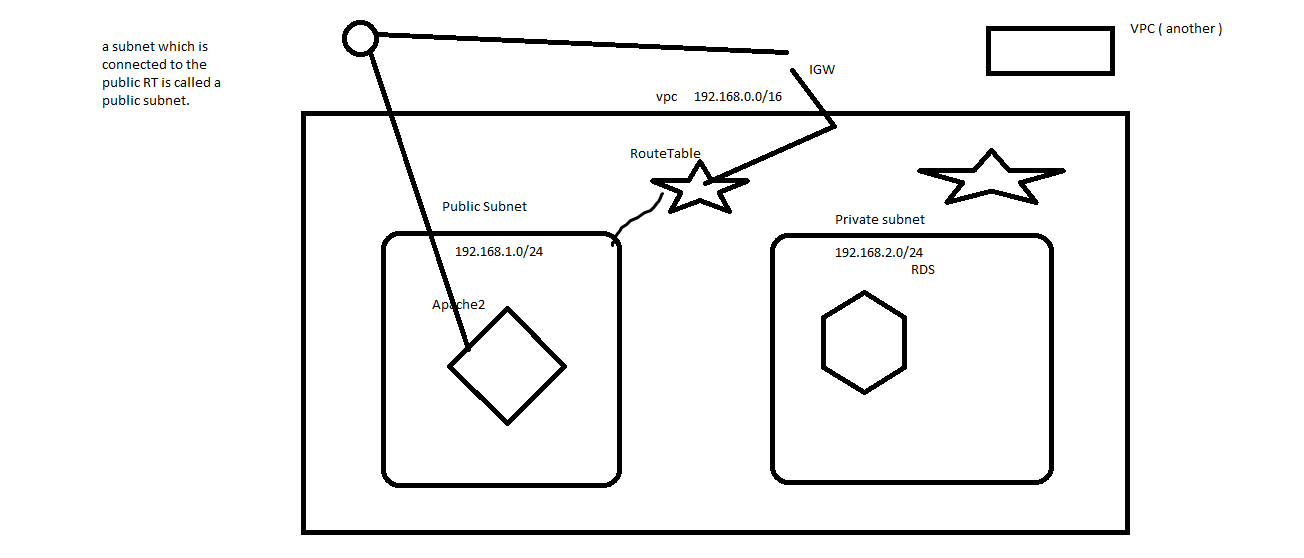 a subnet which is
connected to the
public RT is called a
public subnet.
VPC ( another )
IGW
vpc 192.168.0.0/16
RouteTable
Public Subnet
192.168.1.0/24
Apache2
Private subnet
192.168.2.0/24
RDS